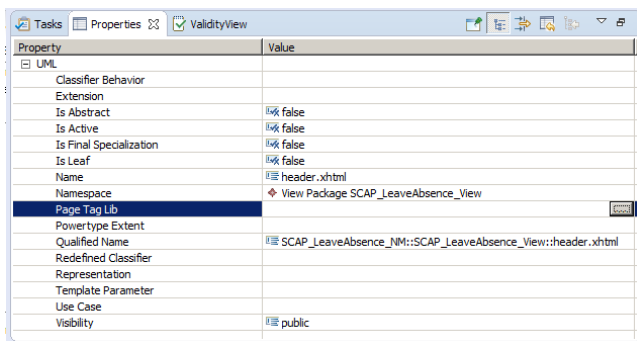 Tasks Properties ValidityView
Property Value
UML
Classifier Behavior
Extension
Is Abstract false
Is Active false
Is Final Specialization false
Is Leaf false
Name header.xhtml
Namespace View Package SCAP_LeaveAbsence_View
Page Tag Lib
Powertype Extent
Qualified Name SCAP_LeaveAbsence_NM::SCAP_LeaveAbsence_View::header.xhtml
Redefined Classifier
Representation
Template Parameter
Use Case
Visibility public